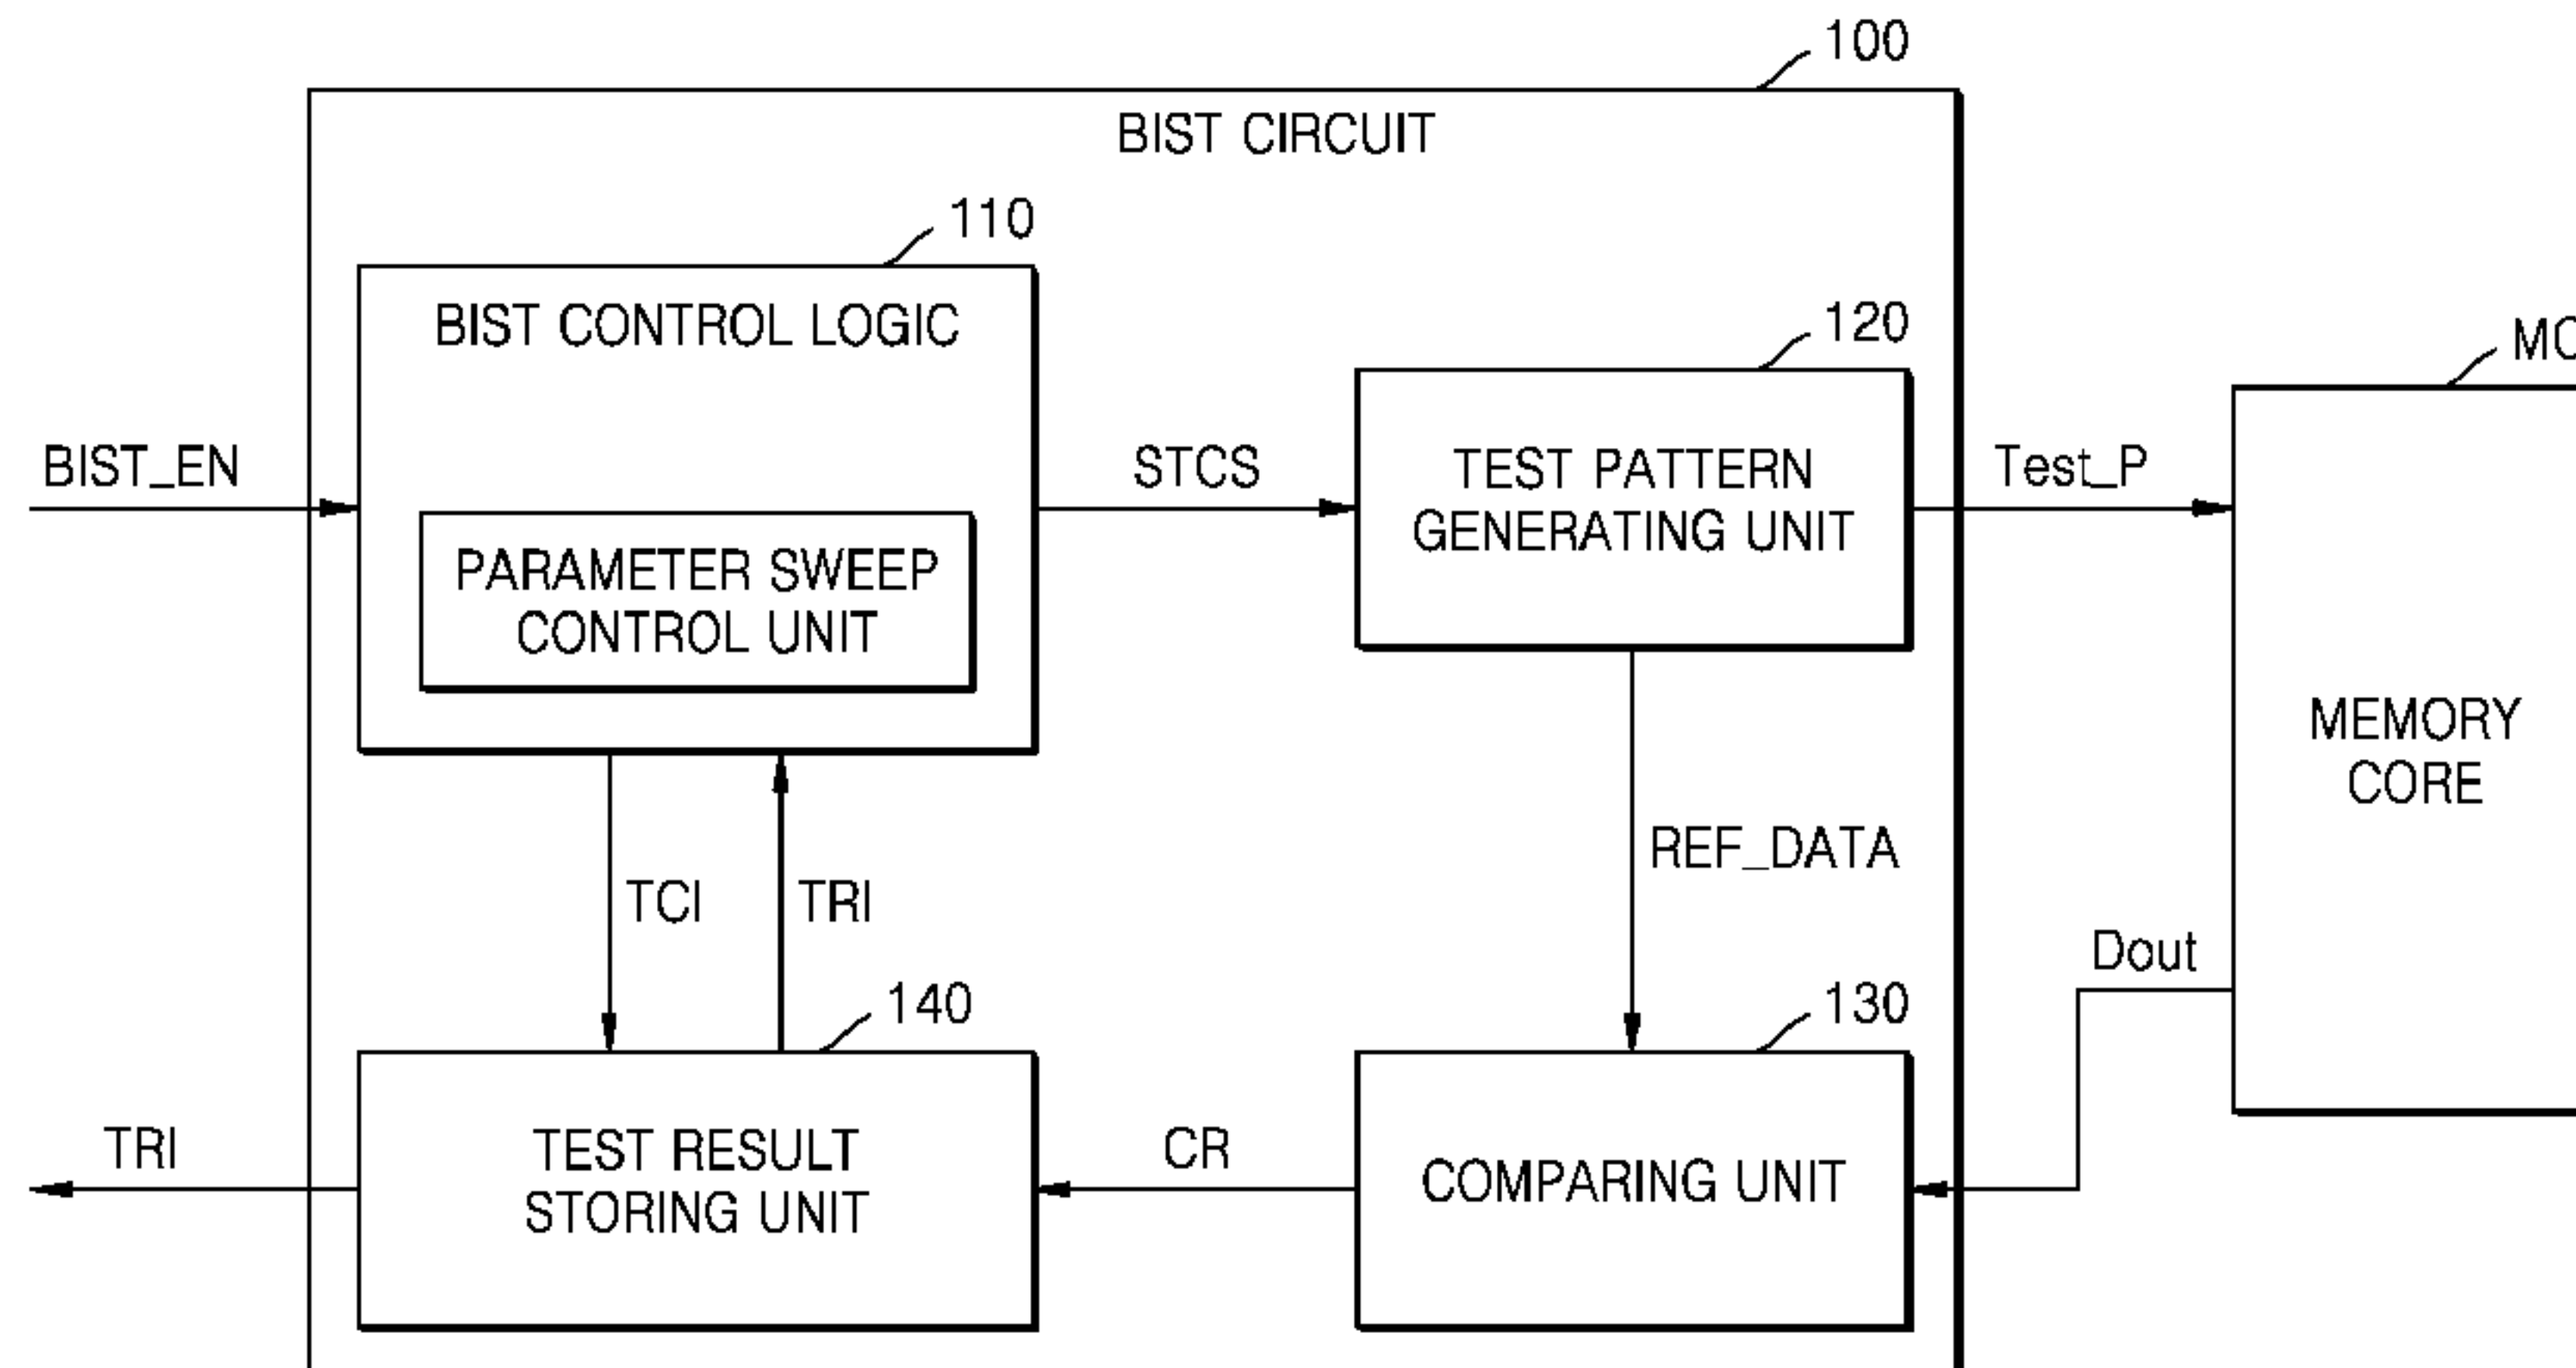 100
BIST CIRCUIT
110
BIST CONTROL LOGIC
120
MC
BIST_EN
STCS
TEST PATTERN
GENERATING UNIT
Test_P
PARAMETER SWEEP
CONTROL UNIT
MEMORY
CORE
REF_DATA
TCI
TRI
Dout
140
130
TRI
TEST RESULT
STORING UNIT
CR
COMPARING UNIT